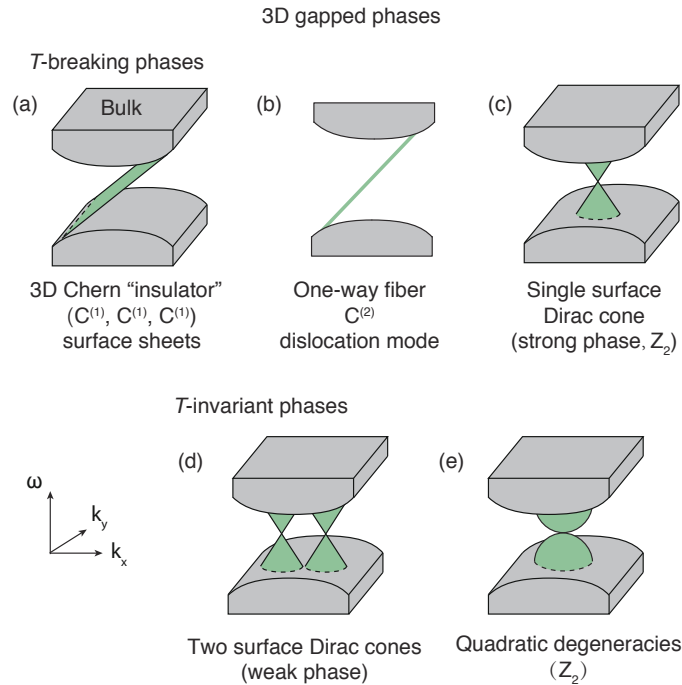 3D gapped phases
T-breaking phases
(a)
Bulk
(b)
(c)
3D Chern “insulator”
(C⁽¹⁾, C⁽¹⁾, C⁽¹⁾)
surface sheets
One-way fiber
C⁽²⁾
dislocation mode
Single surface
Dirac cone
(strong phase, Z₂)
T-invariant phases
(d)
(e)
ω
k_y
k_x
Two surface Dirac cones
(weak phase)
Quadratic degeneracies
(Z₂)